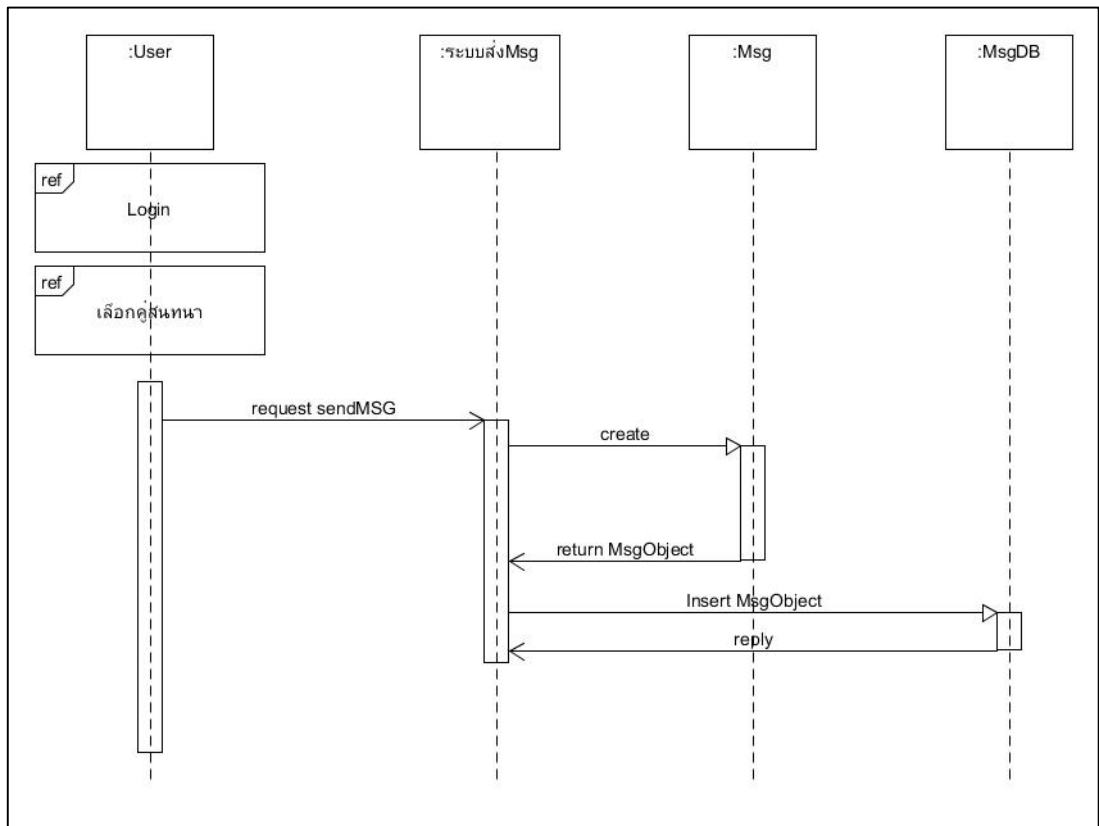 :User
:ระบบส่งMsg
:Msg
:MsgDB
ref
Login
ref
เลือกคู่สนทนา
request sendMSG
create
return MsgObject
Insert MsgObject
reply